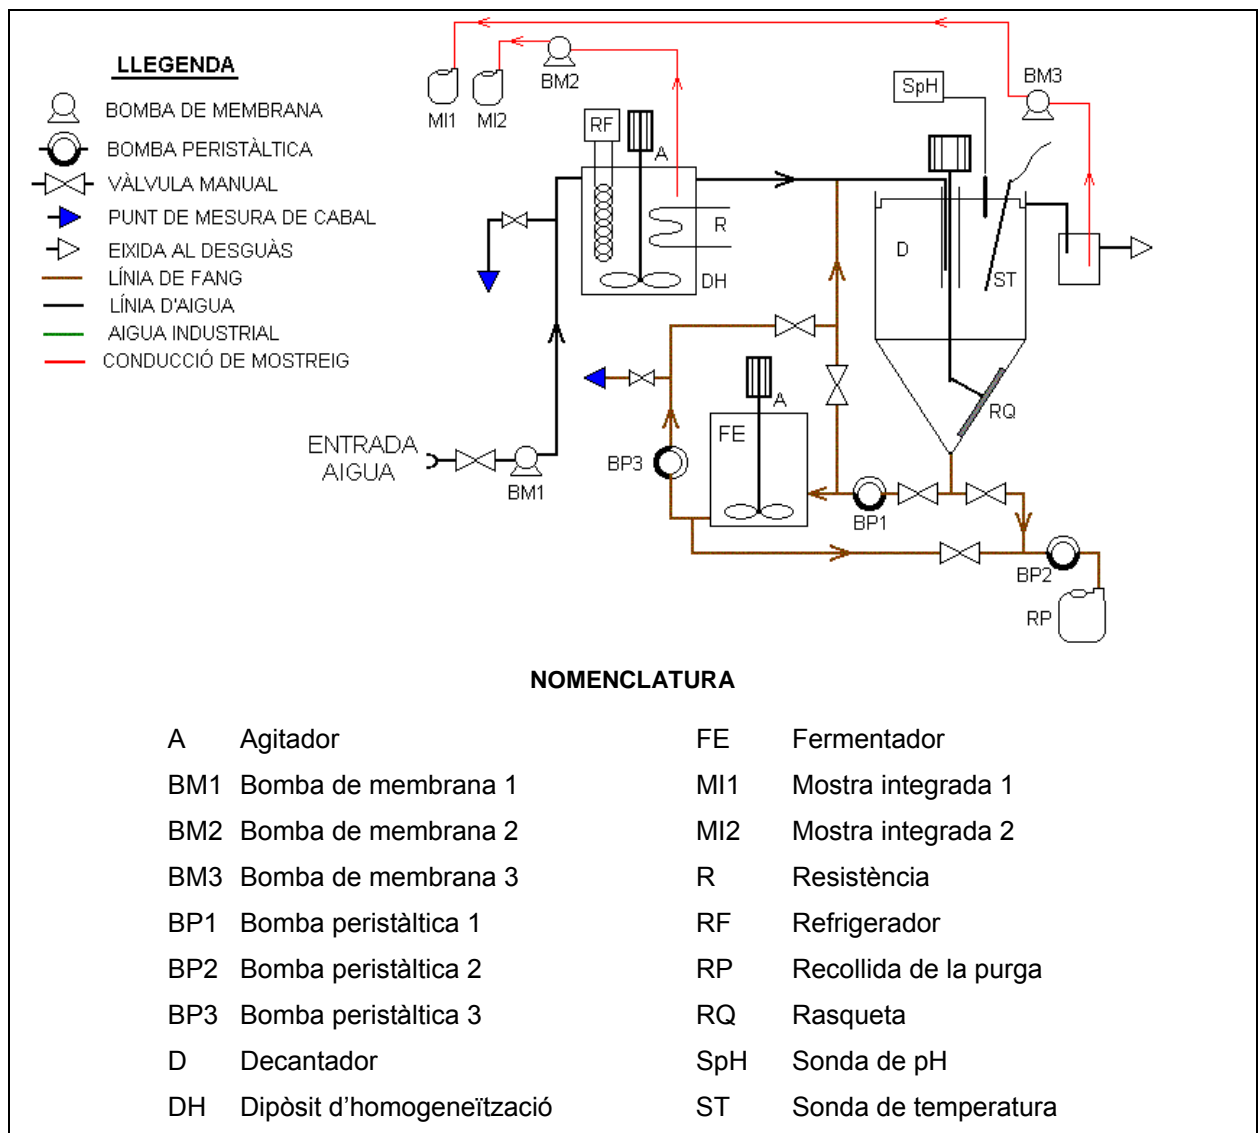 LLEGENDA
BOMBA DE MEMBRANA
BOMBA PERISTÀLTICA
VÀLVULA MANUAL
PUNT DE MESURA DE CABAL
EIXIDA AL DESGUÀS
LÍNIA DE FANG
LÍNIA D'AIGUA
AIGUA INDUSTRIAL
CONDUCCIÓ DE MOSTREIG
MI1
MI2
BM2
BM3
SpH
RF
A
R
DH
D
ST
RQ
A
FE
BP3
BP1
ENTRADA
AIGUA
BM1
BP2
RP
NOMENCLATURA
A Agitador
BM1 Bomba de membrana 1
BM2 Bomba de membrana 2
BM3 Bomba de membrana 3
BP1 Bomba peristàltica 1
BP2 Bomba peristàltica 2
BP3 Bomba peristàltica 3
D Decantador
DH Dipòsit d’homogeneïtzació
FE Fermentador
MI1 Mostra integrada 1
MI2 Mostra integrada 2
R Resistència
RF Refrigerador
RP Recollida de la purga
RQ Rasqueta
SpH Sonda de pH
ST Sonda de temperatura